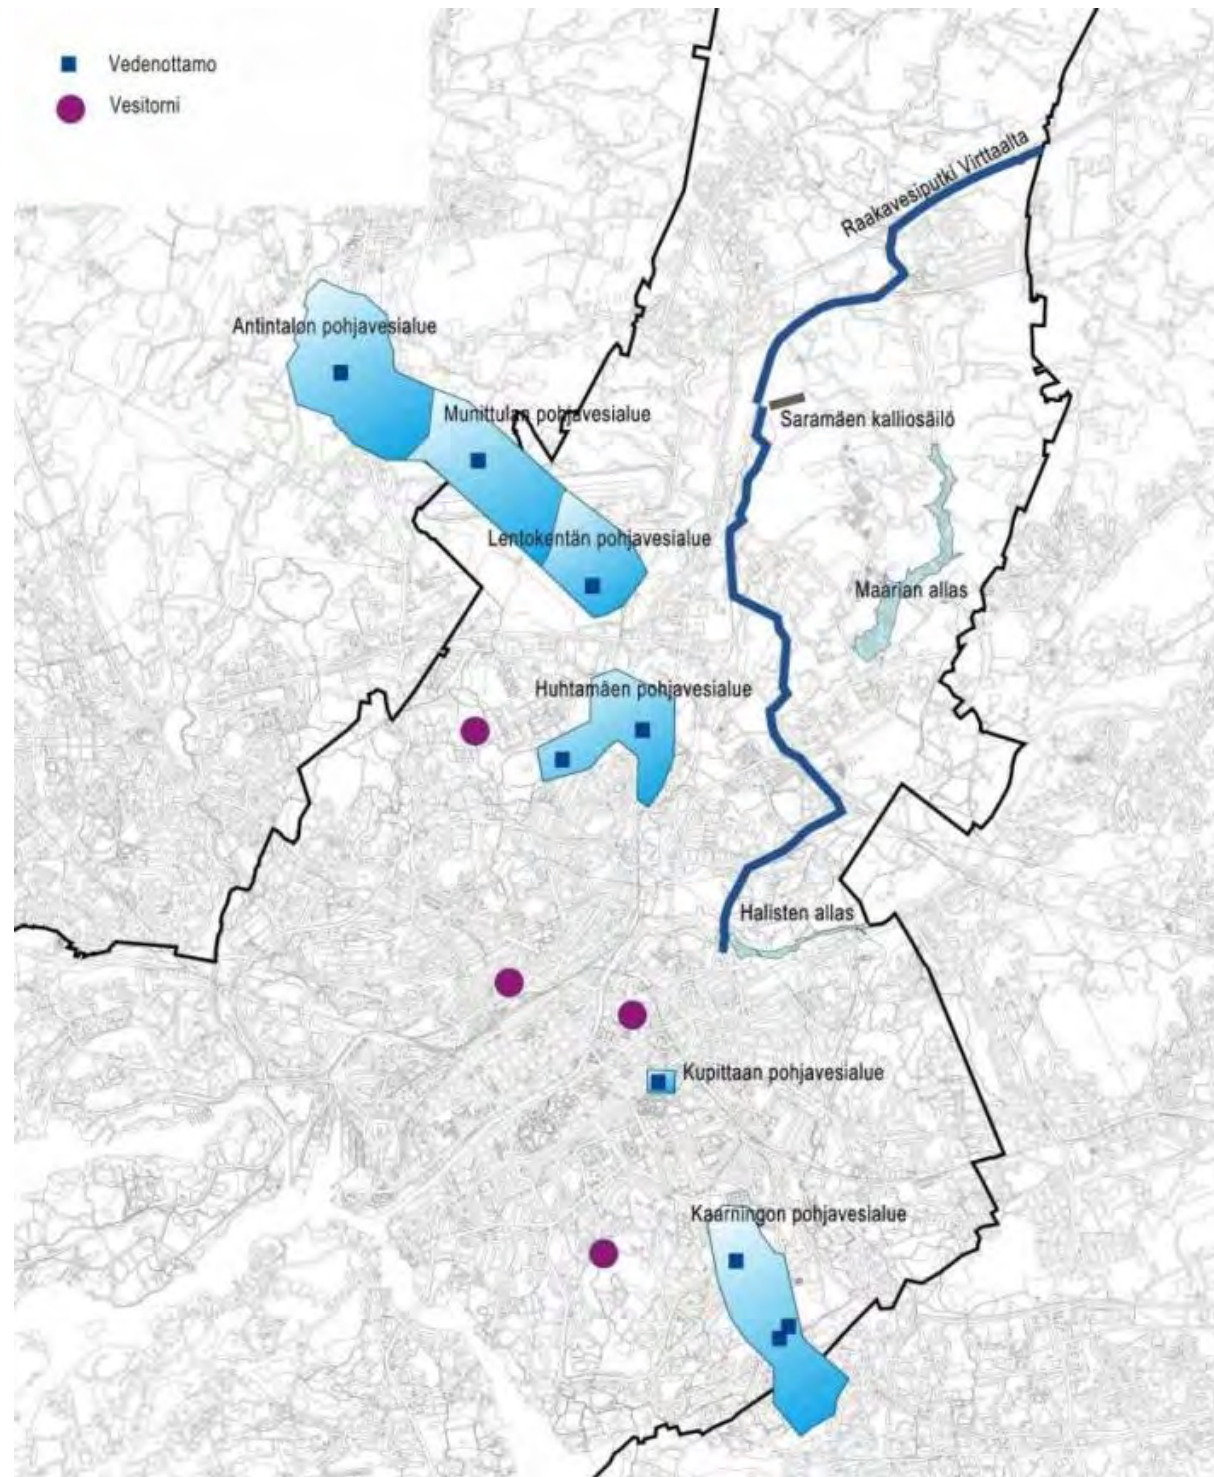 Vedenottamo
Vesitorni
Raakavesiputki Virttaalta
Antintalon pohjavesialue
Munittulan pohjavesialue
Saramäen kalliosäilö
Lentokentän pohjavesialue
Maarian allas
Huhtamäen pohjavesialue
Halisten allas
Kupittaan pohjavesialue
Kaarningon pohjavesialue